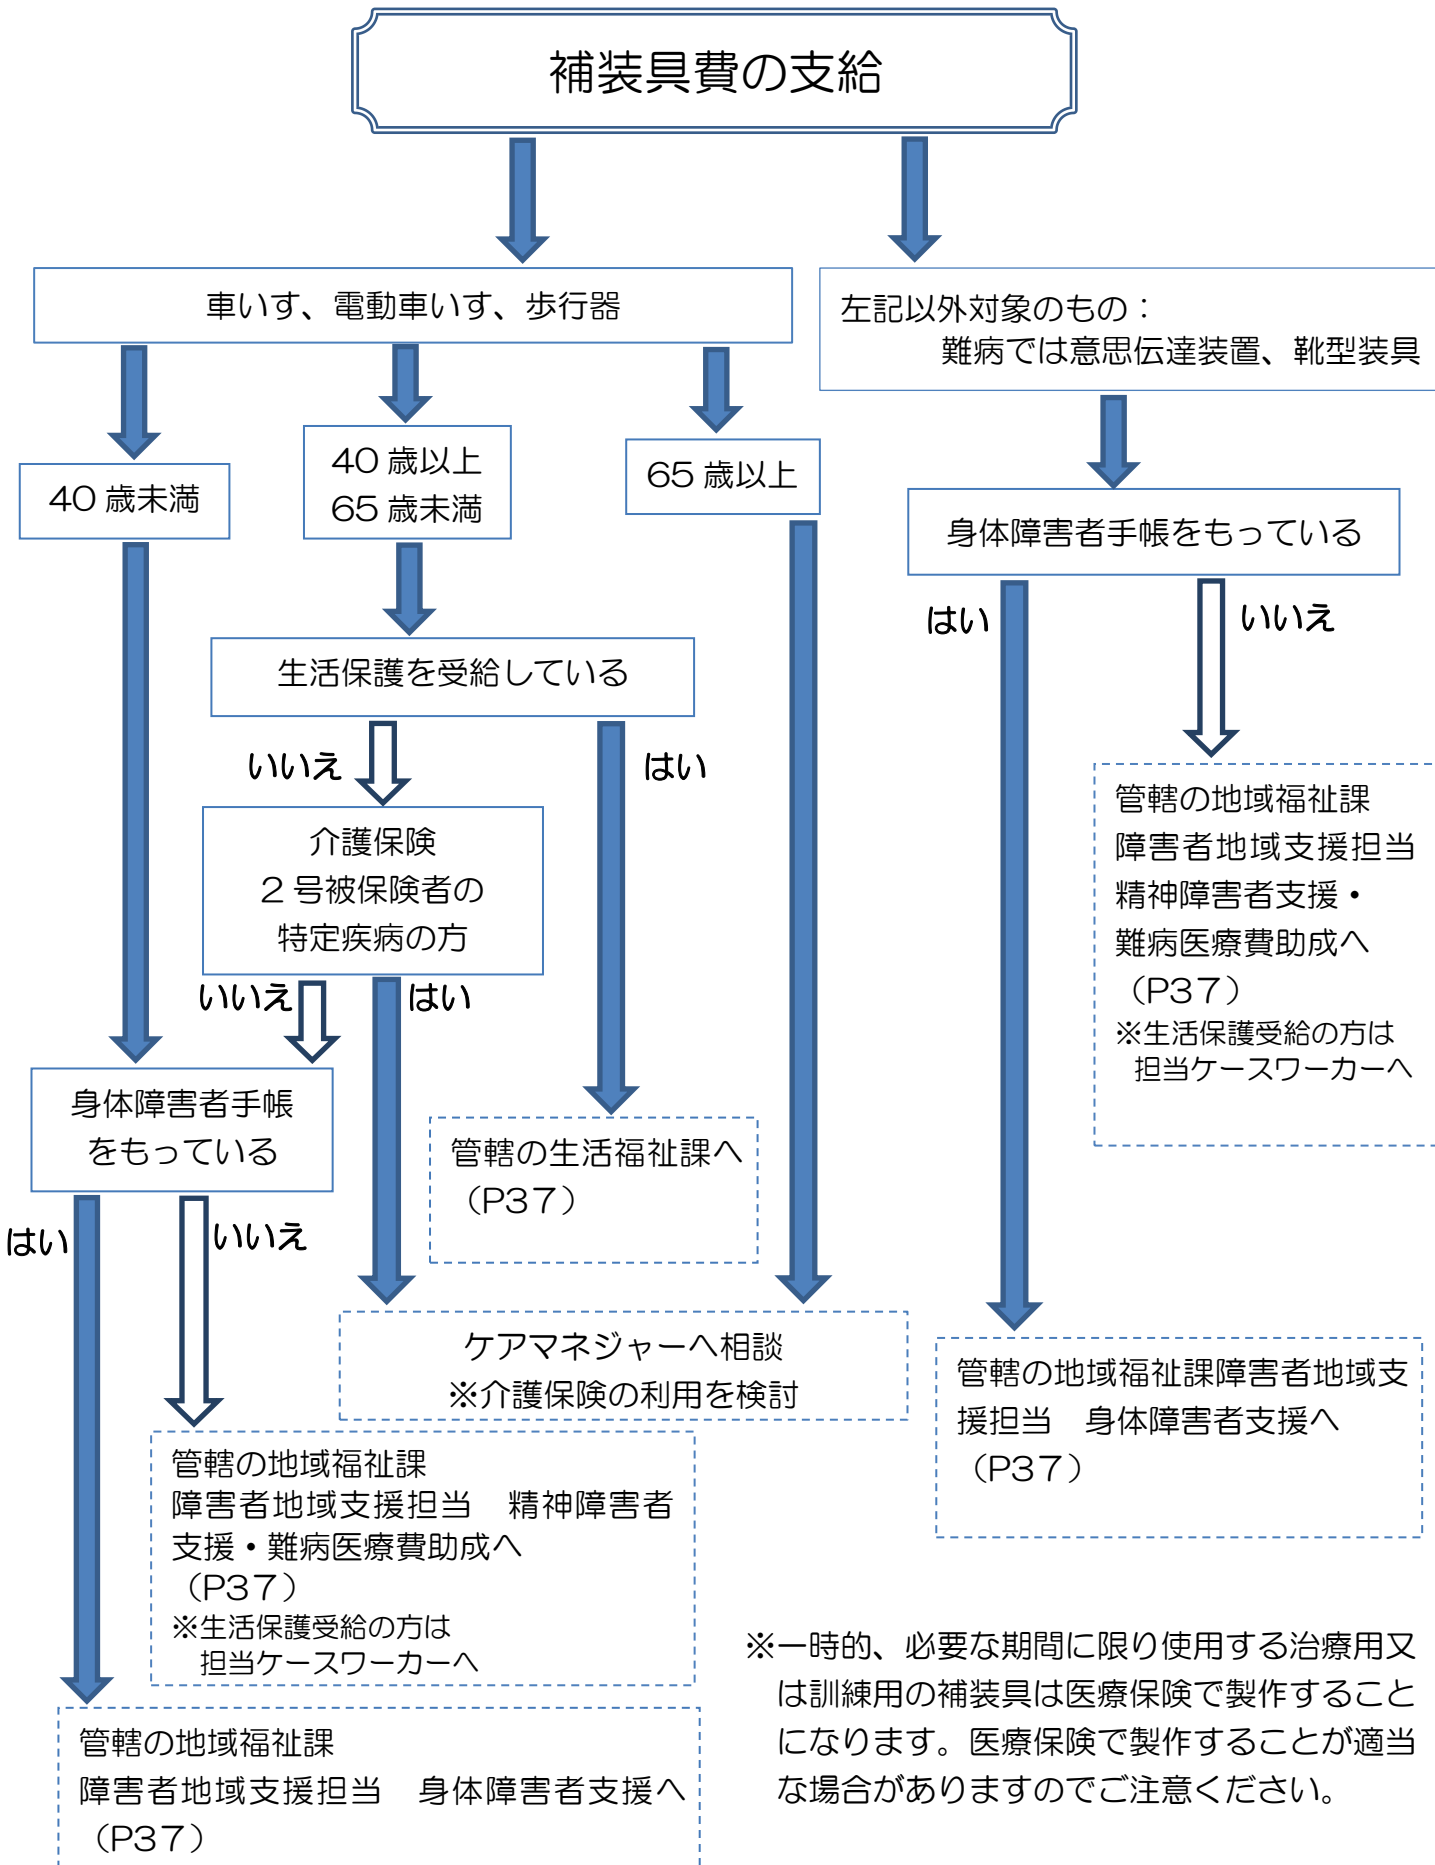 補装具費の支給
車いす、電動車いす、歩行器
左記以外対象のもの：
難病では意思伝達装置、靴型装具
40 歳未満
40 歳以上
65 歳未満
65 歳以上
身体障害者手帳をもっている
はい
いいえ
生活保護を受給している
いいえ
はい
介護保険
２号被保険者の
特定疾病の方
いいえ
はい
管轄の地域福祉課
障害者地域支援担当
精神障害者支援・
難病医療費助成へ
（P37）
※生活保護受給の方は
担当ケースワーカーへ
身体障害者手帳
をもっている
はい
いいえ
管轄の生活福祉課へ
（P37）
ケアマネジャーへ相談
※介護保険の利用を検討
管轄の地域福祉課障害者地域支
援担当　身体障害者支援へ
（P37）
管轄の地域福祉課
障害者地域支援担当　精神障害者
支援・難病医療費助成へ
（P37）
※生活保護受給の方は
担当ケースワーカーへ
管轄の地域福祉課
障害者地域支援担当　身体障害者支援へ
（P37）
※一時的、必要な期間に限り使用する治療用又
は訓練用の補装具は医療保険で製作すること
になります。医療保険で製作することが適当
な場合がありますのでご注意ください。